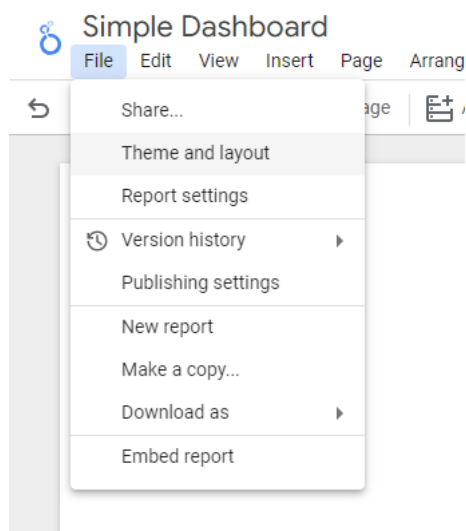 Simple Dashboard
File Edit View Insert Page Arrang
Share...
Theme and layout
Report settings
Version history
Publishing settings
New report
Make a copy...
Download as
Embed report